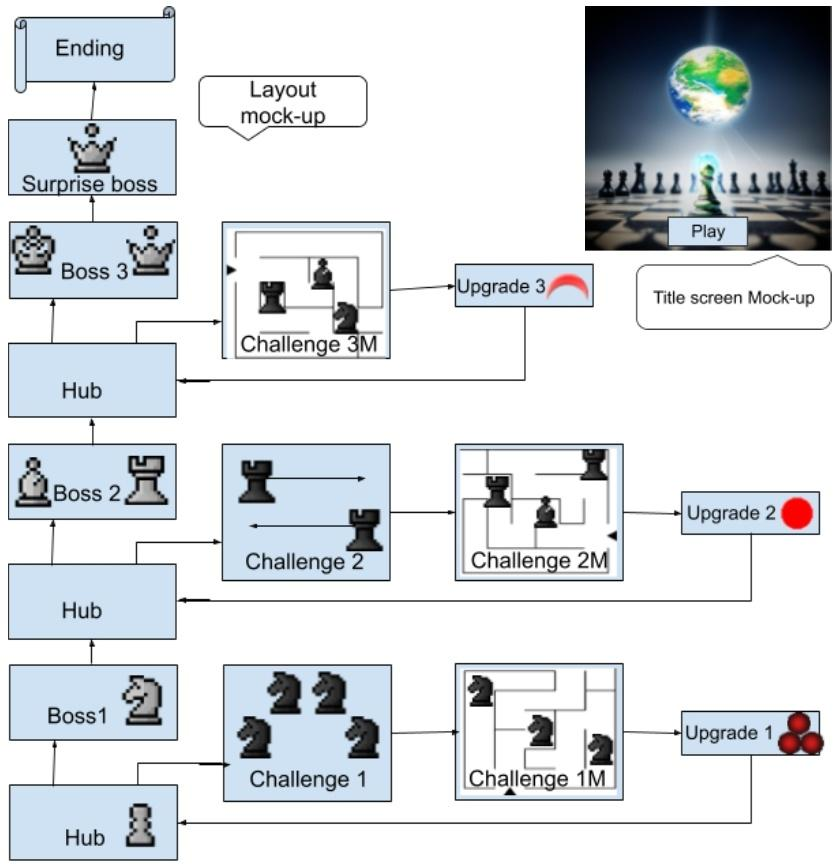 Ending
Layout
mock-up
Surprise boss
Play
Boss 3
Upgrade 3
Title screen Mock-up
Challenge 3M
Hub
Boss 2
Upgrade 2
Challenge 2
Challenge 2M
Hub
Boss1
Upgrade 1
Challenge 1
Challenge 1M
Hub